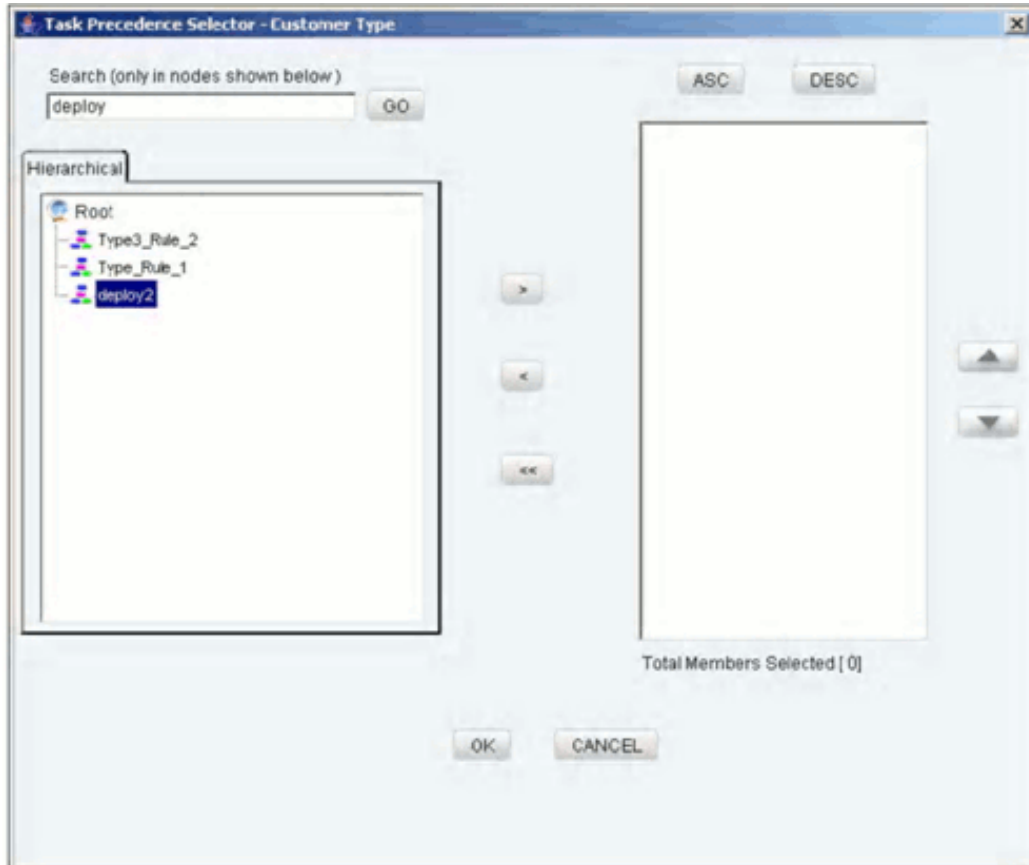 Task Precedence Selector - Customer Type
Search (only in nodes shown below )
deploy
GO
ASC
DESC
Hierarchical
Root
Type3_Rule_2
Type_Rule_1
deploy2
>
<
<<
Total Members Selected [ 0]
OK
CANCEL